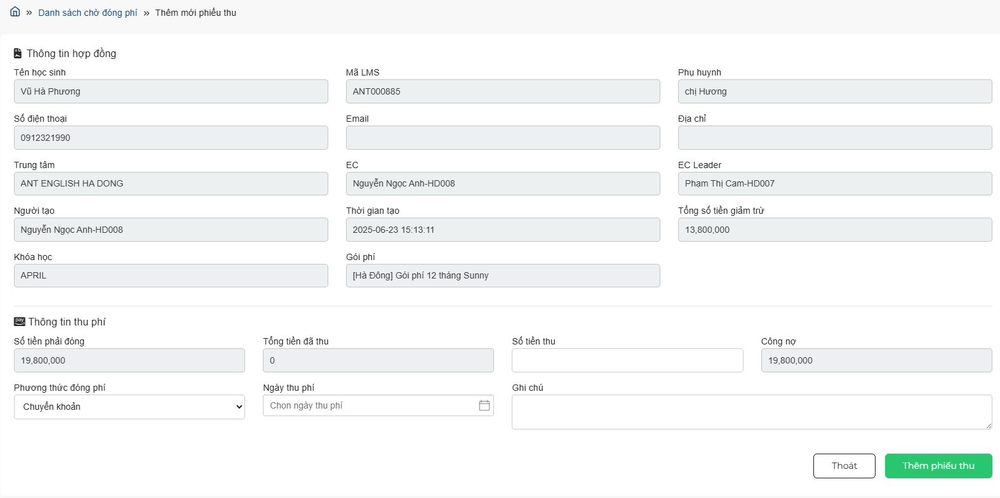 » Danh sách chờ đóng phí » Thêm mới phiếu thu
Thông tin hợp đồng
Tên học sinh Mã LMS Phụ huynh
Vũ Hà Phương ANT000885 chị Hương
Số điện thoại Email Địa chỉ
0912321990
Trung tâm EC EC Leader
ANT ENGLISH HA DONG Nguyễn Ngọc Anh-HD008 Phạm Thị Cam-HD007
Người tạo Thời gian tạo Tổng số tiền giảm trừ
Nguyễn Ngọc Anh-HD008 2025-06-23 15:13:11 13,800,000
Khóa học Gói phí
APRIL [Hà Đông] Gói phí 12 tháng Sunny
pay Thông tin thu phí
Số tiền phải đóng Tổng tiền đã thu Số tiền thu Công nợ
19,800,000 0 19,800,000
Phương thức đóng phí Ngày thu phí Ghi chú
Chuyển khoản Chọn ngày thu phí
Thoát Thêm phiếu thu